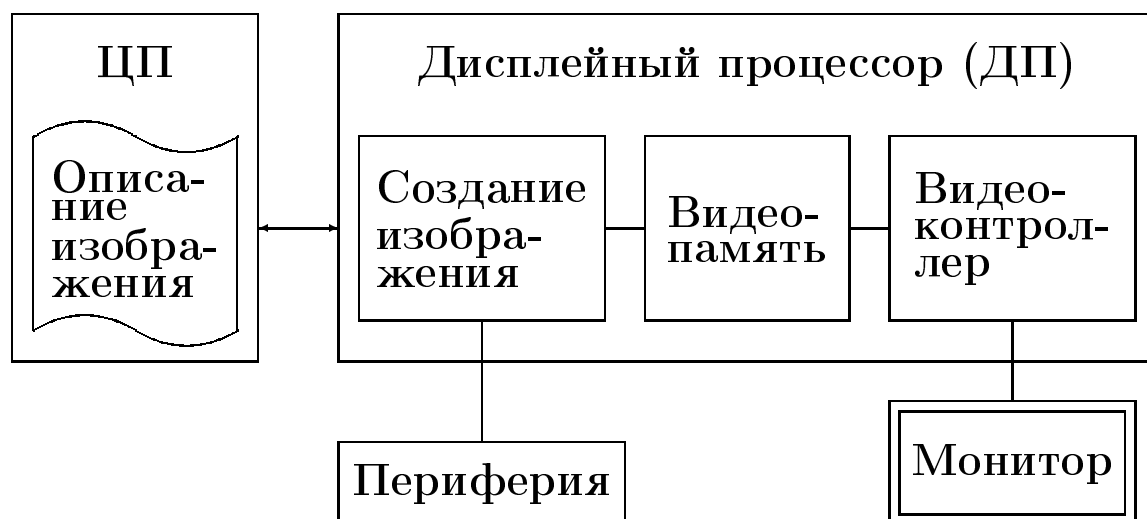 ЦП
Описа-
ние
изобра-
жения
Дисплейный процессор (ДП)
Создание
изобра-
жения
Видео-
память
Видео-
контрол-
лер
Периферия
Монитор